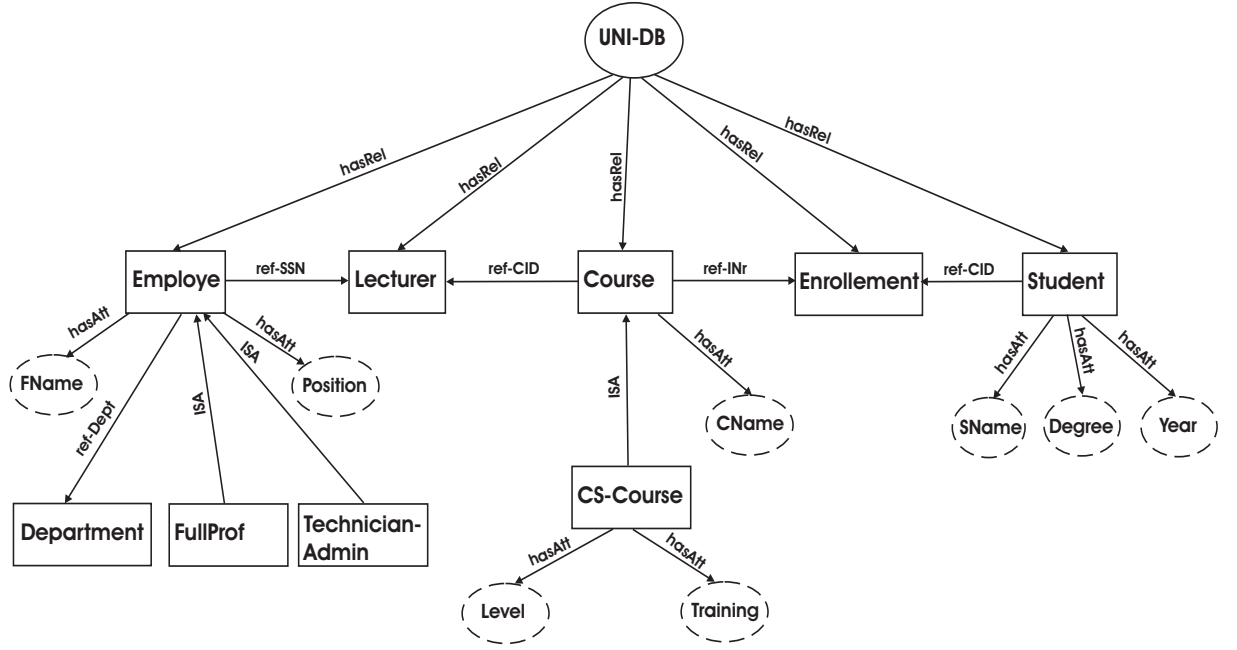 UNI-DB
hasRel
hasRel
hasRel
hasRel
hasRel
Employe
ref-SSN
Lecturer
ref-CID
Course
ref-INr
Enrollement
ref-CID
Student
hasAtt
hasAtt
ISA
hasAtt
hasAtt
hasAtt
hasAtt
FName
Position
ref-Dept
ISA
ISA
CName
SName
Degree
Year
CS-Course
Department
FullProf
Technician-
Admin
hasAtt
hasAtt
Level
Training